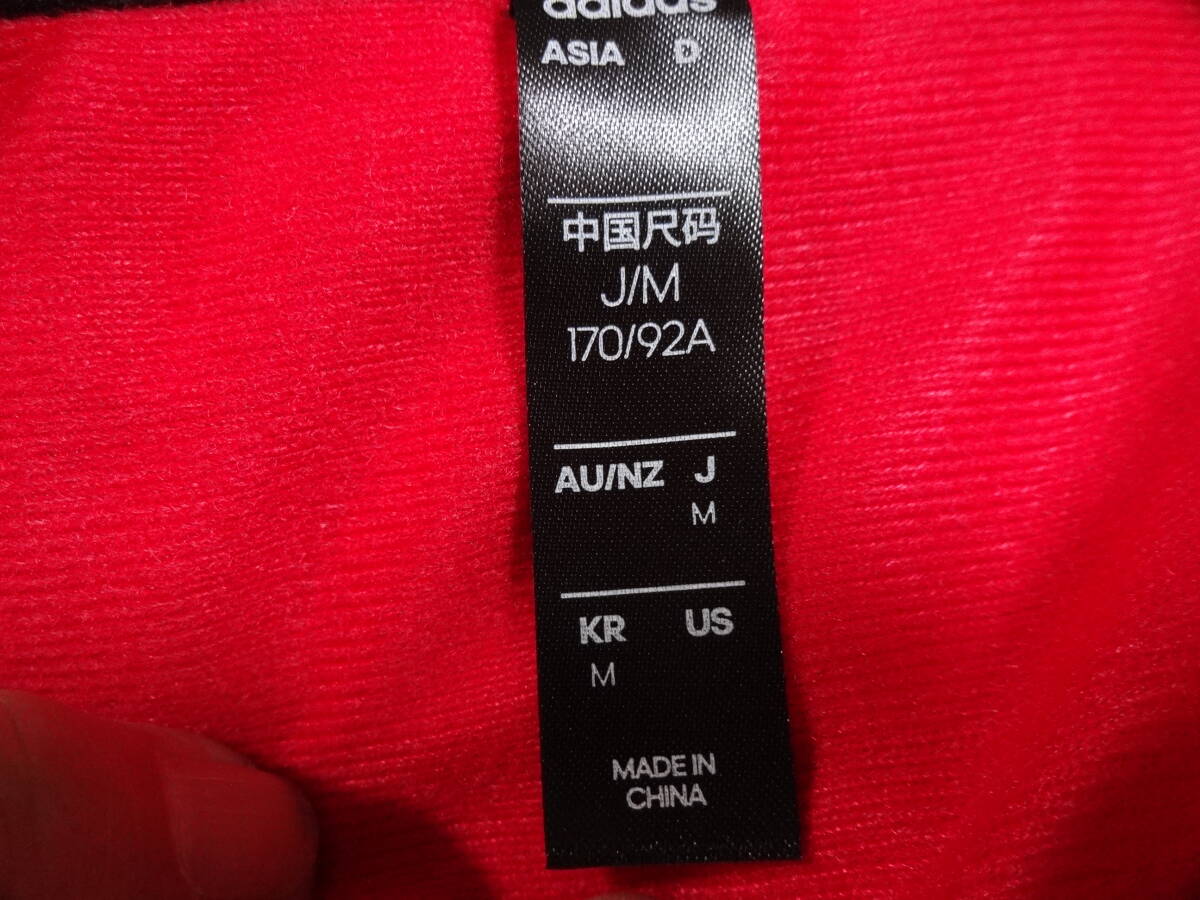 adidas
ASIA D
中国尺码
J/M
170/92A
AU/NZ J
M
KR US
M
MADE IN
CHINA